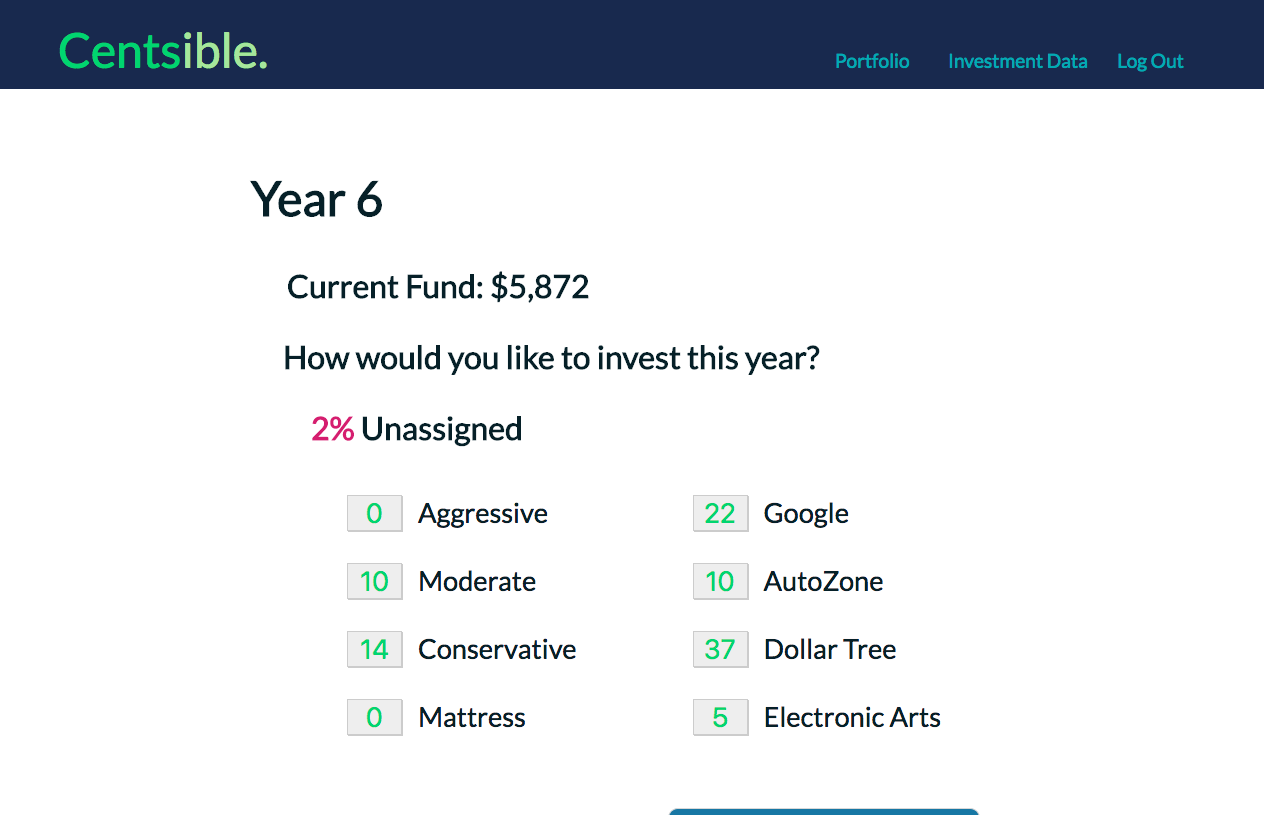 Centsible.
Portfolio Investment Data Log Out
Year 6
Current Fund: $5,872
How would you like to invest this year?
2% Unassigned
0 Aggressive
22 Google
10 Moderate
10 AutoZone
14 Conservative
37 Dollar Tree
0 Mattress
5 Electronic Arts